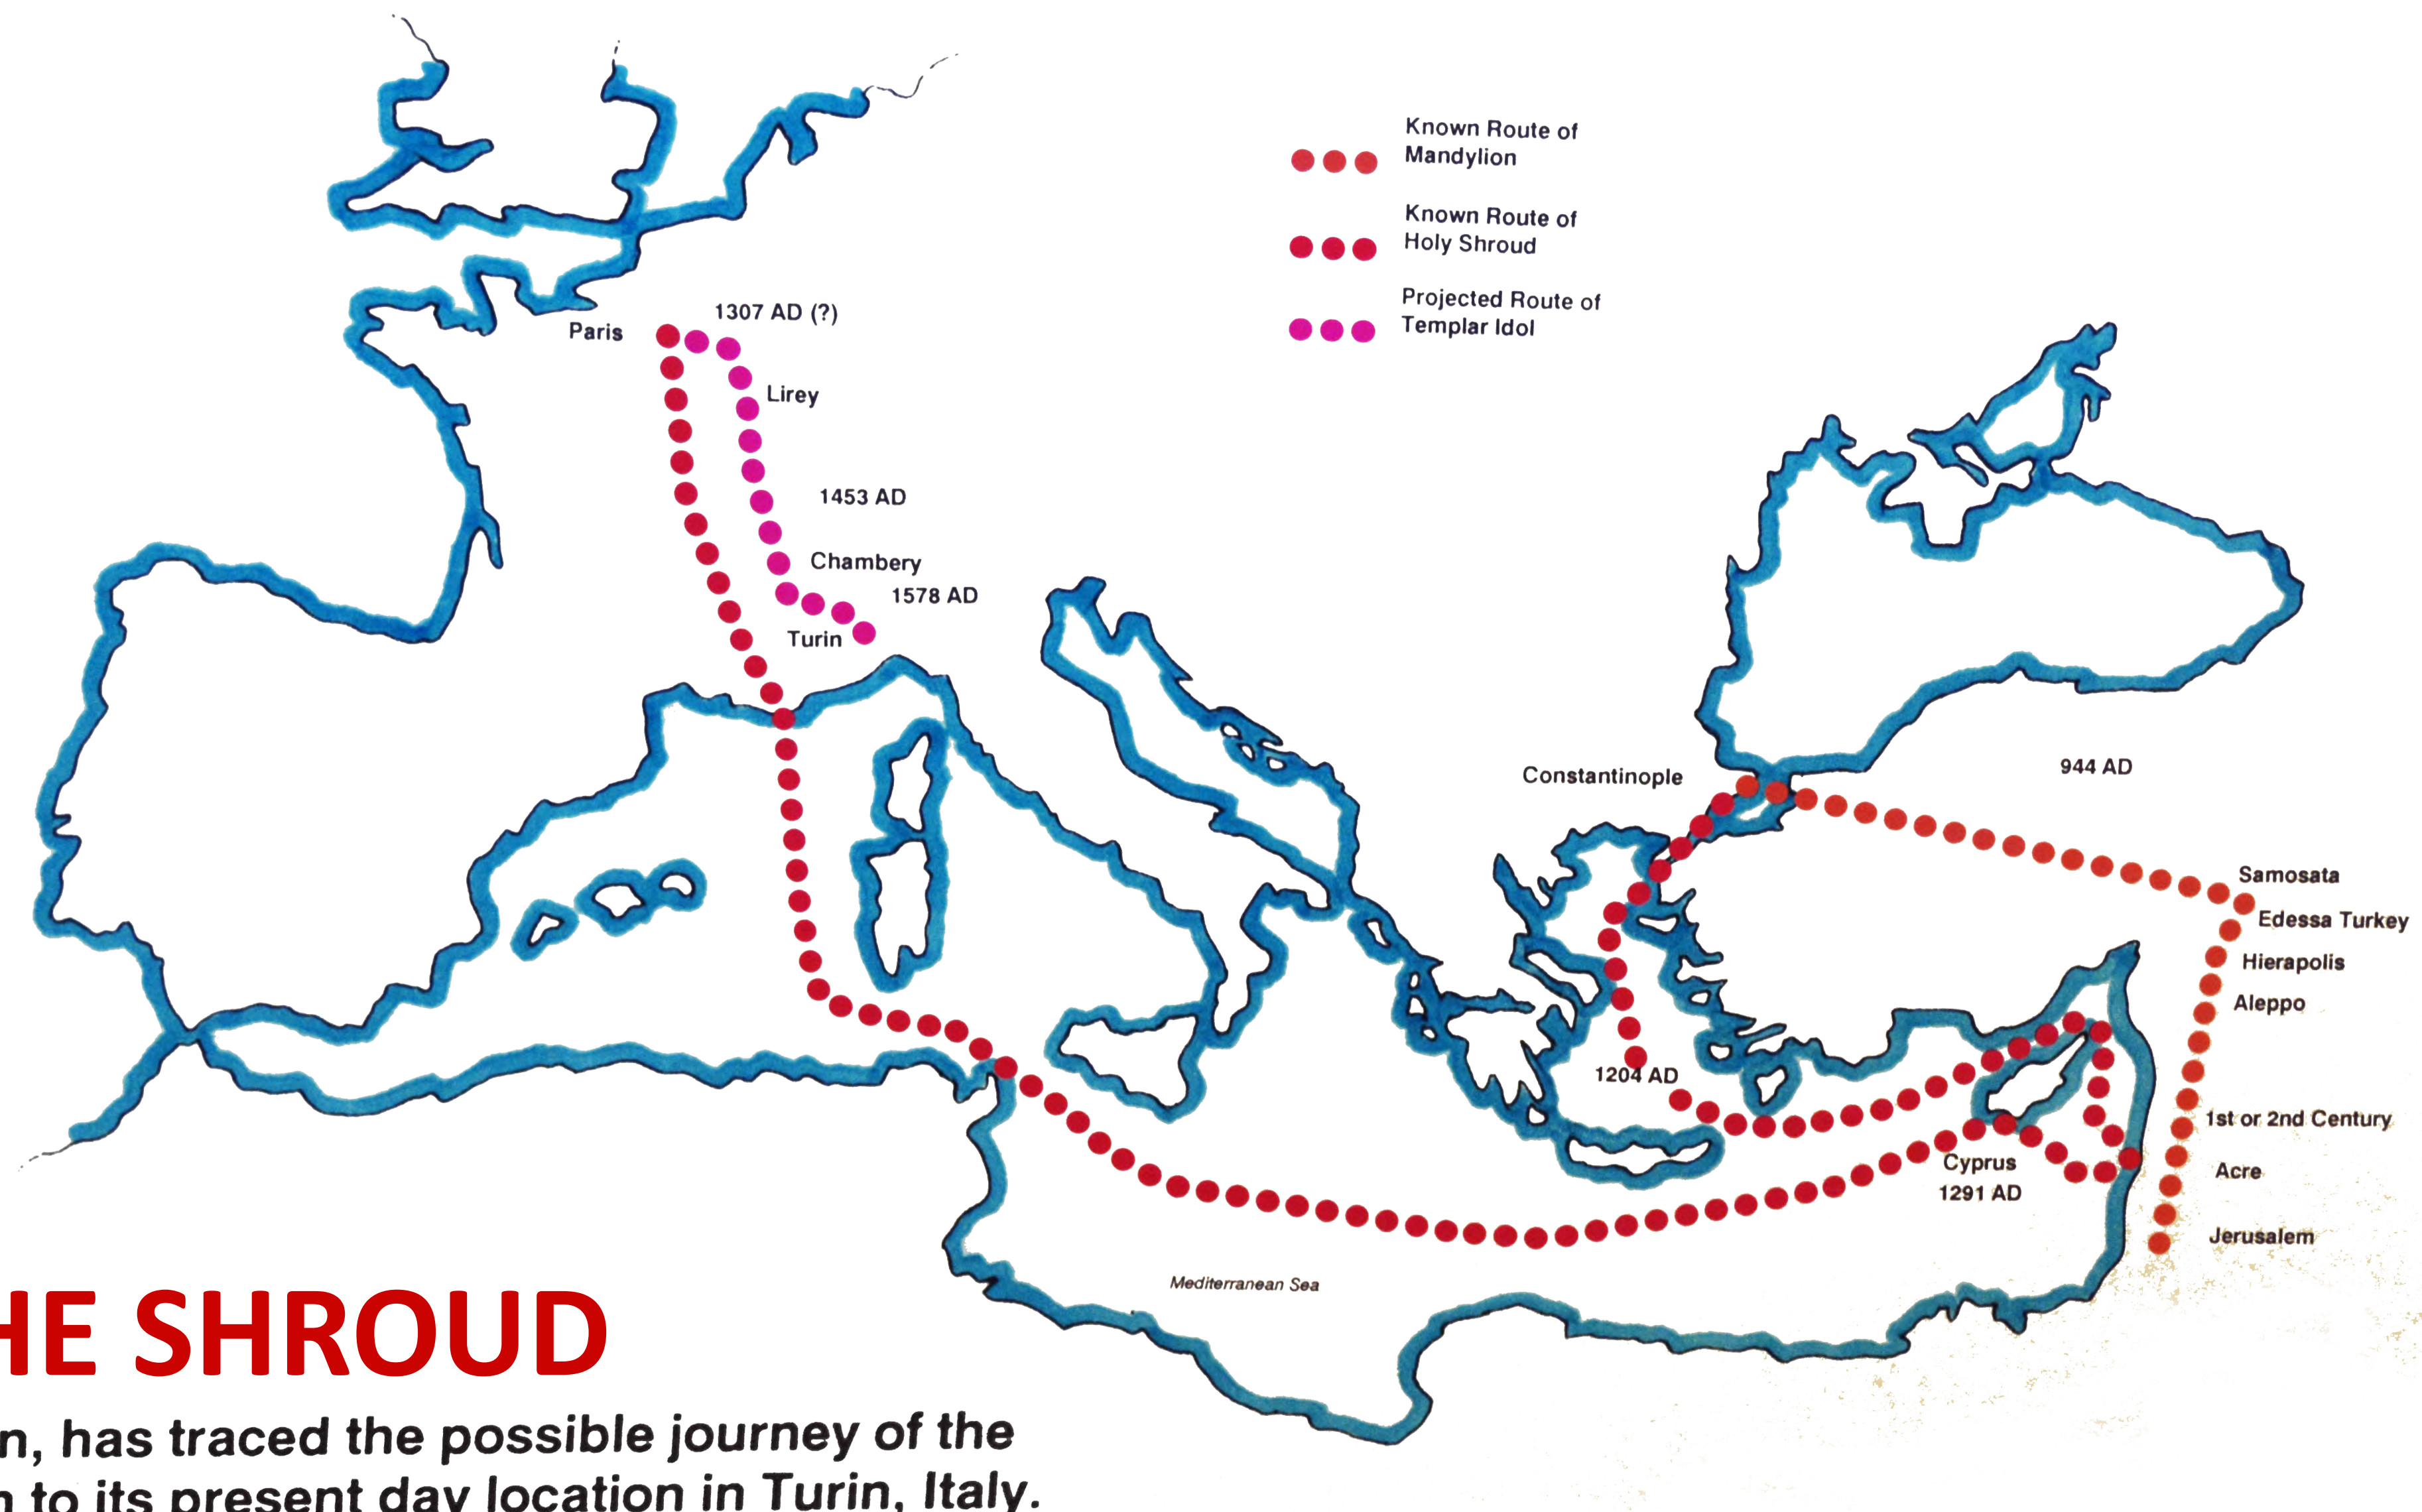 Known Route of
Mandylion
Known Route of
Holy Shroud
Projected Route of
Templar Idol
1307 AD (?)
Paris
Lirey
1453 AD
Chambery
1578 AD
Turin
944 AD
Constantinople
Samosata
Edessa Turkey
Hierapolis
Aleppo
1204 AD
1st or 2nd Century
Cyprus
1291 AD
Acre
Jerusalem
Mediterranean Sea
HE SHROUD
n, has traced the possible journey of the
to its present day location in Turin, Italy.